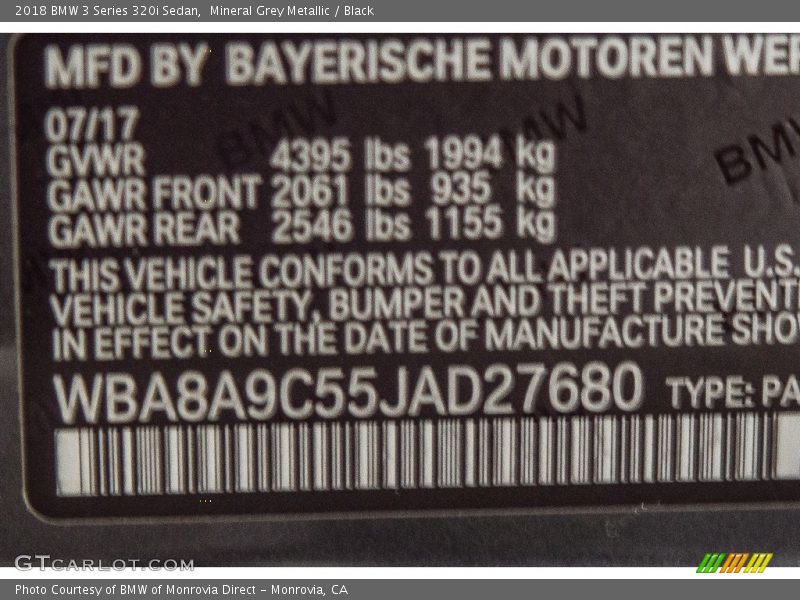 2018 BMW 3 Series 320i Sedan,  Mineral Grey Metallic / Black
MFD BY BAYERISCHE MOTOREN WER
07/17
GVWR 4395 lbs 1994 kg
GAWR FRONT 2061 lbs 935 kg
GAWR REAR 2546 lbs 1155 kg
THIS VEHICLE CONFORMS TO ALL APPLICABLE U.S.
VEHICLE SAFETY, BUMPER AND THEFT PREVENT
IN EFFECT ON THE DATE OF MANUFACTURE SHO
WBA8A9C55JAD27680 TYPE: PA
BMW
BMW
BMW
GTCARLOT.COM
Photo Courtesy of BMW of Monrovia Direct – Monrovia, CA